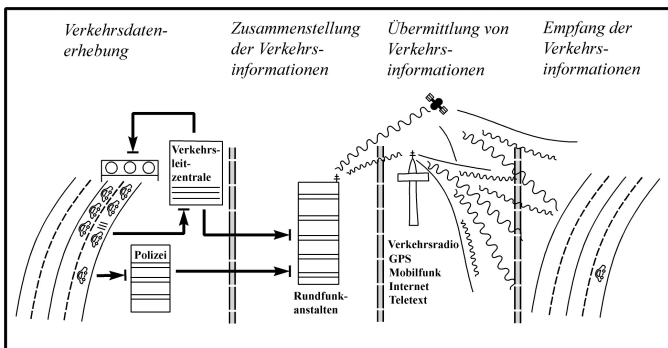 Verkehrsdaten-
erhebung
Zusammenstellung
der Verkehrs-
informationen
Übermittlung von
Verkehrs-
informationen
Empfang der
Verkehrs-
informationen
Verkehrs-
leit-
zentrale
Polizei
Rundfunk-
anstalten
Verkehrsradio
GPS
Mobilfunk
Internet
Teletext